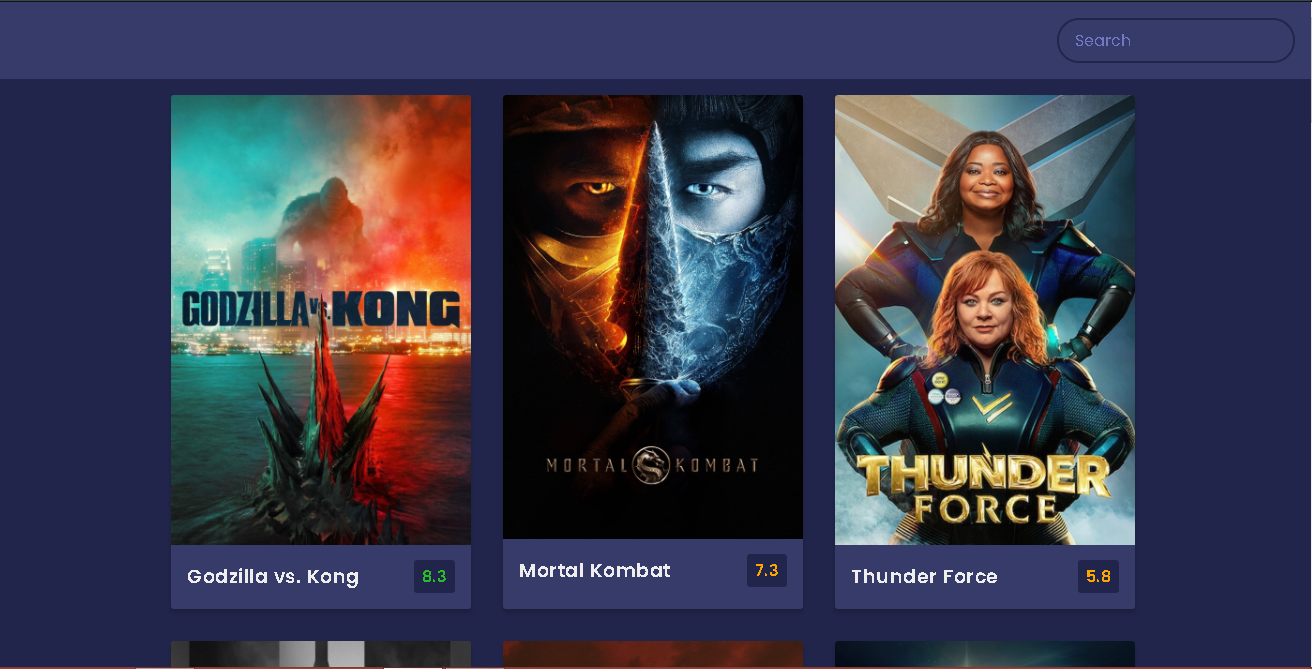 Search
GODZILLA vs. KONG
MORTAL KOMBAT
THUNDER
FORCE
Godzilla vs. Kong
8.3
Mortal Kombat
7.3
Thunder Force
5.8